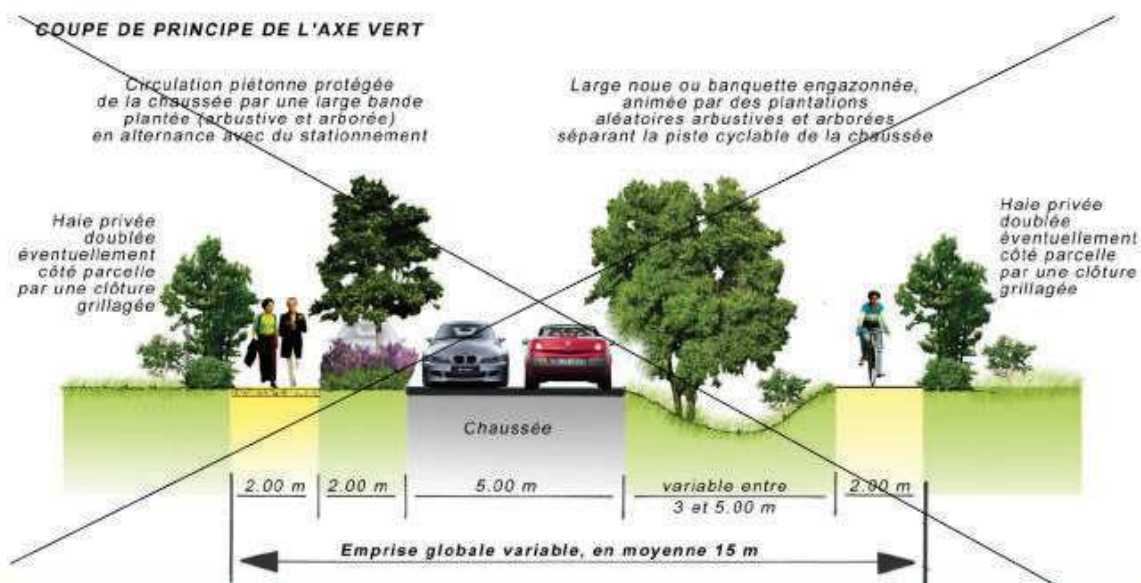 COUPE DE PRINCIPE DE L'AXE VERT
Circulation piétonne protégée
de la chaussée par une large bande
plantée (arbustive et arborée)
en alternance avec du stationnement
Large noue ou banquette engazonnée,
animée par des plantations
aléatoires arbustives et arborées
séparant la piste cyclable de la chaussée
Haie privée
doublée
éventuellement
côté parcelle
par une clôture
grillagée
Haie privée
doublée
éventuellement
côté parcelle
par une clôture
grillagée
Chaussée
2.00 m
2.00 m
5.00 m
variable entre
3 et 5.00 m
2.00 m
Emprise globale variable, en moyenne 15 m